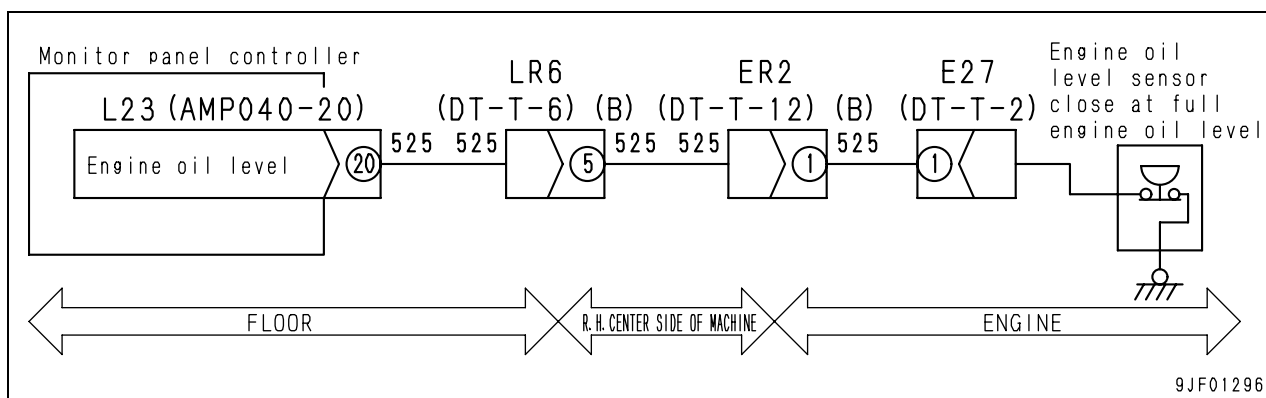 Monitor panel controller
L23 (AMP040-20)
Engine oil level
20
525 525
LR6
(DT-T-6) (B)
5
525 525
ER2
(DT-T-12) (B)
1
525
E27
(DT-T-2)
1
Engine oil
level sensor
close at full
engine oil level
FLOOR
R.H. CENTER SIDE OF MACHINE
ENGINE
9JF01296